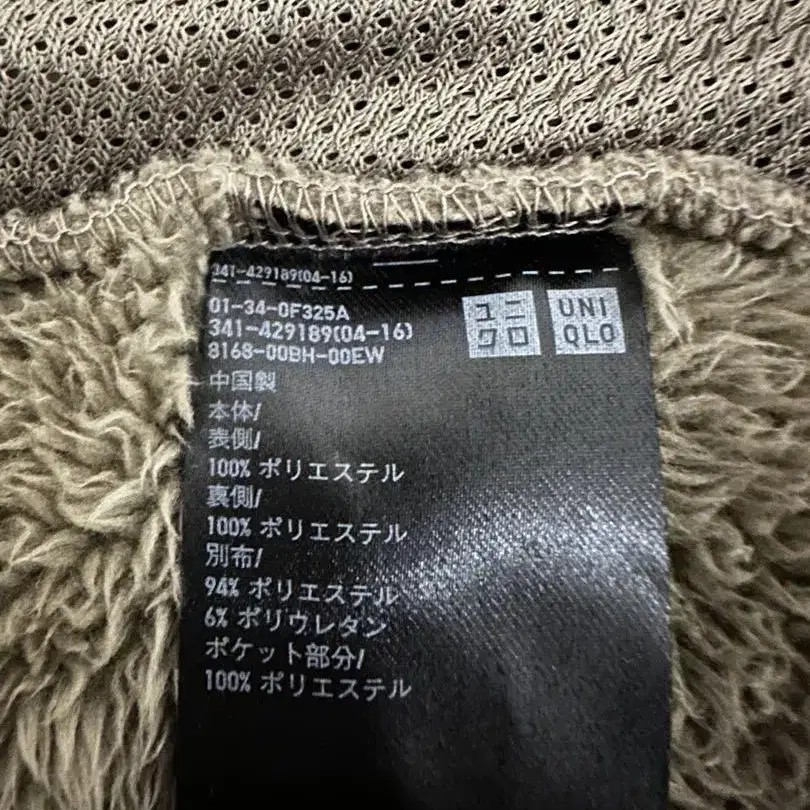 341-429189(04-16)
01-34-0F325A
341-429189(04-16)
8168-00BH-00EW
ユニ
クロ
UNI
QLO
中国製
本体/
表側/
100% ポリエステル
裏側/
100% ポリエステル
別布/
94% ポリエステル
6% ポリウレタン
ポケット部分/
100% ポリエステル